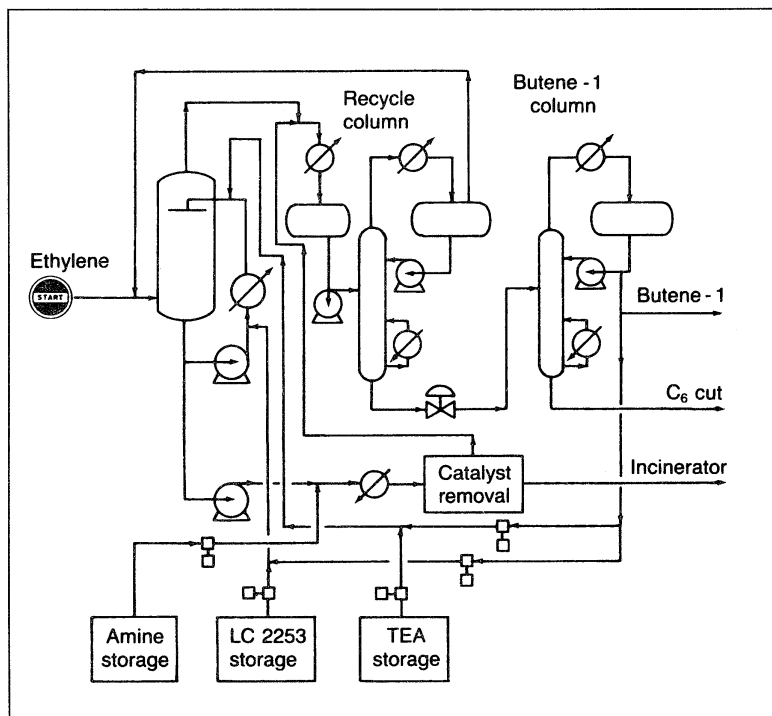 Recycle
column
Butene - 1
column
Ethylene
START
Butene - 1
C₆ cut
Incinerator
Catalyst
removal
Amine
storage
LC 2253
storage
TEA
storage